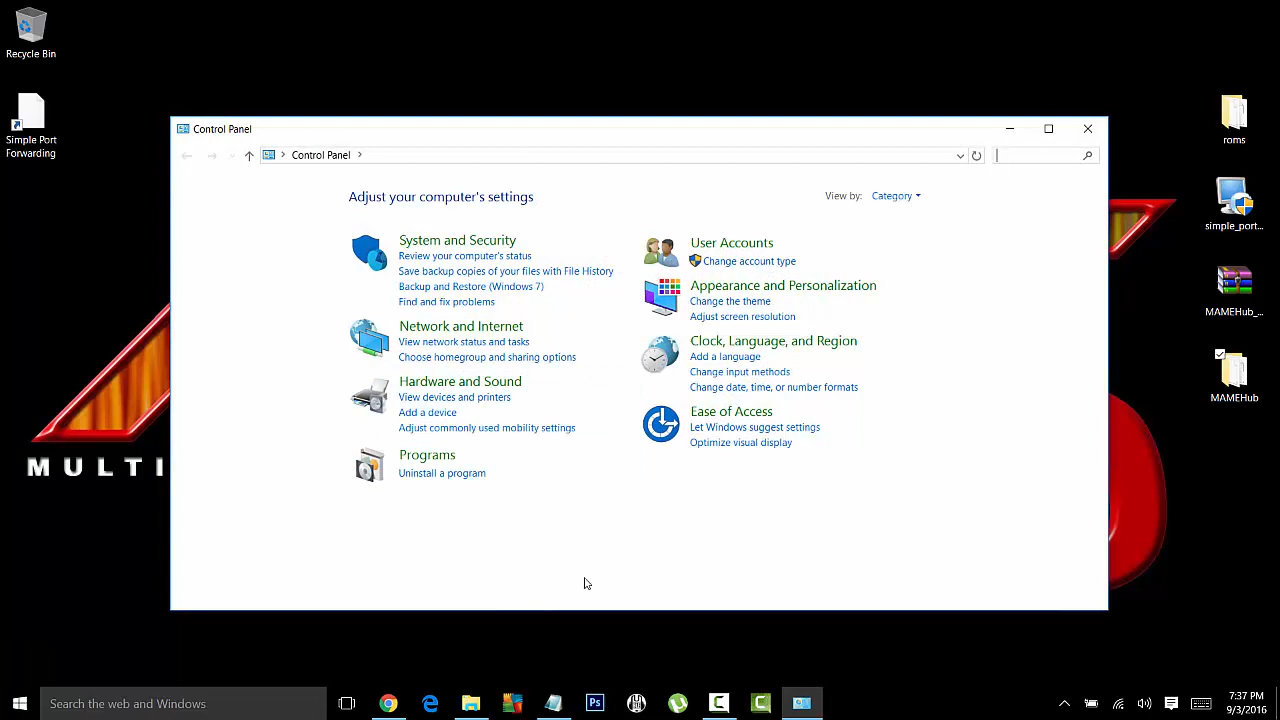 Recycle Bin
Simple Port
Forwarding
Control Panel
Control Panel
Adjust your computer's settings
View by: Category
System and Security
Review your computer's status
Save backup copies of your files with File History
Backup and Restore (Windows 7)
Find and fix problems
Network and Internet
View network status and tasks
Choose homegroup and sharing options
Hardware and Sound
View devices and printers
Add a device
Adjust commonly used mobility settings
Programs
Uninstall a program
User Accounts
Change account type
Appearance and Personalization
Change the theme
Adjust screen resolution
Clock, Language, and Region
Add a language
Change input methods
Change date, time, or number formats
Ease of Access
Let Windows suggest settings
Optimize visual display
roms
simple_port...
MAMEHub_...
MAMEHub
MULTI
Search the web and Windows
Ps
7:37 PM
9/3/2016